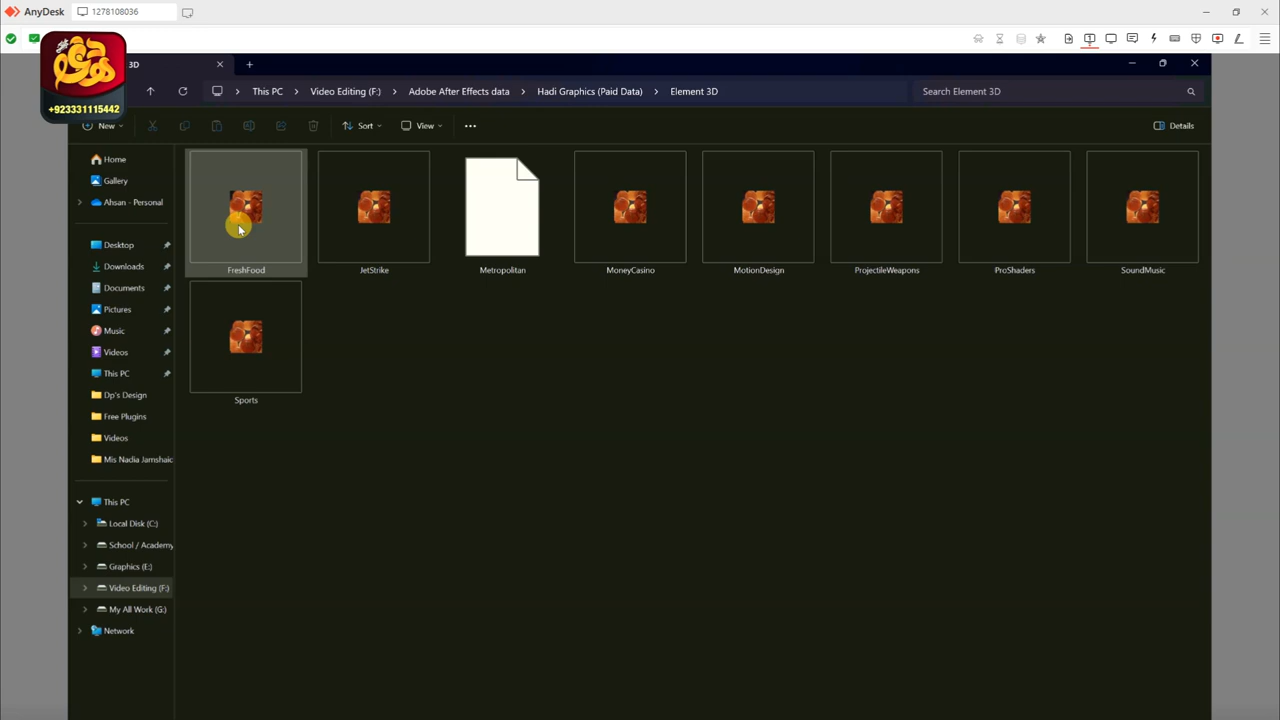 AnyDesk
1278108036
هادی
+923331115442
3D
This PC
Video Editing (F:)
Adobe After Effects data
Hadi Graphics (Paid Data)
Element 3D
Search Element 3D
New
Sort
View
Details
Home
Gallery
Ahsan - Personal
Desktop
Downloads
Documents
Pictures
Music
Videos
This PC
Dp's Design
Free Plugins
Videos
Mis Nadia Jamshaic
This PC
Local Disk (C:)
School / Academy
Graphics (E:)
Video Editing (F:)
My All Work (G:)
Network
FreshFood
JetStrike
Metropolitan
MoneyCasino
MotionDesign
ProjectileWeapons
ProShaders
SoundMusic
Sports